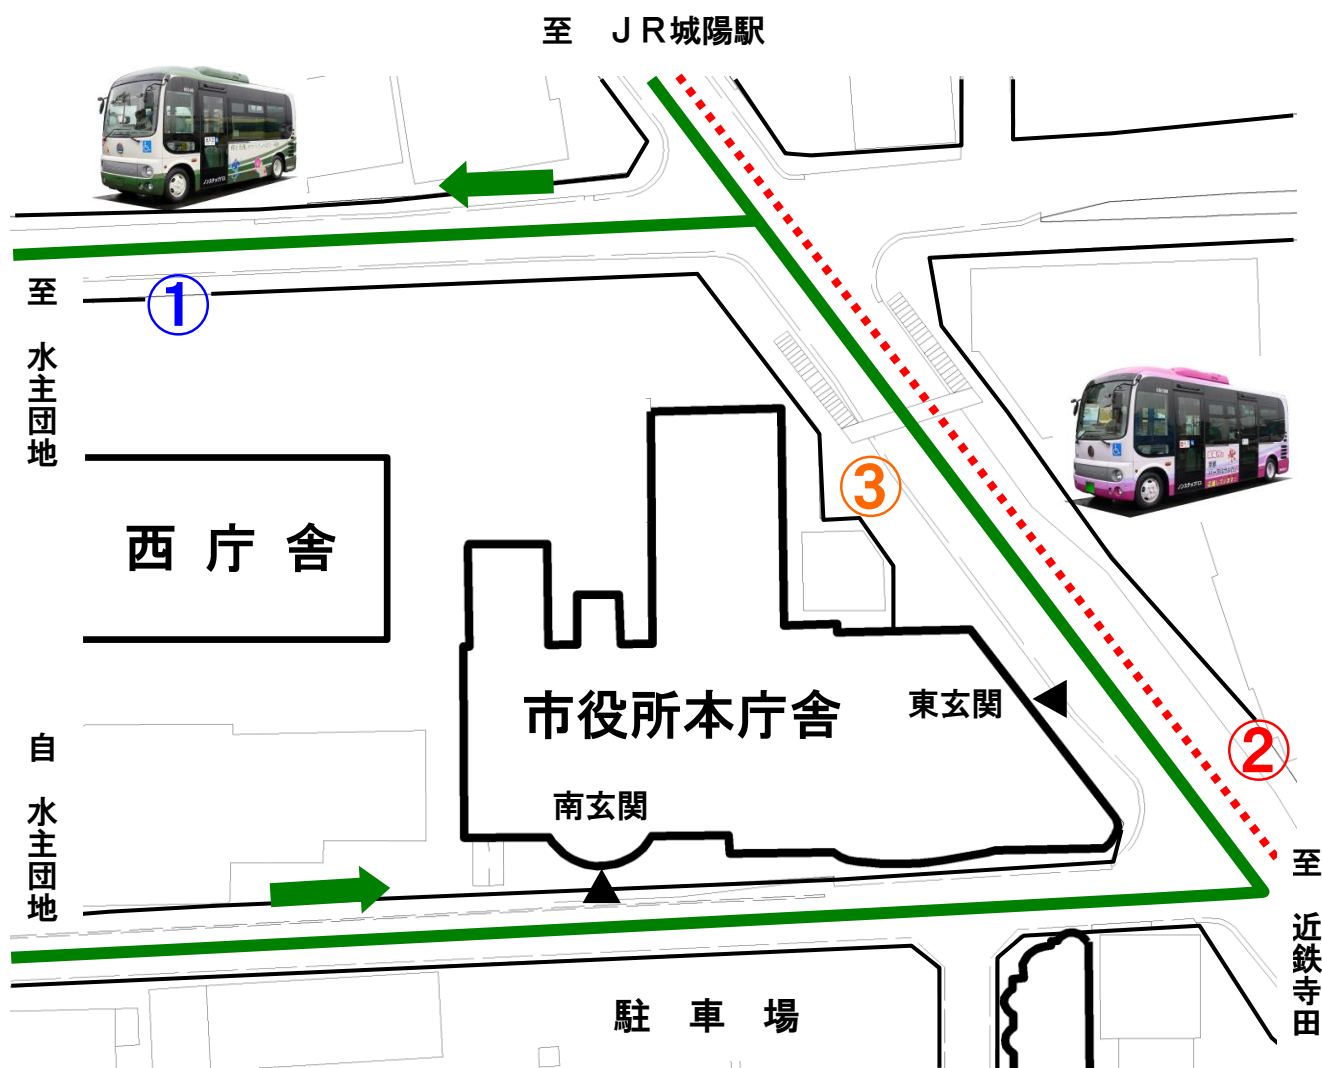 至　ＪＲ城陽駅
①
至　水主団地
③
西庁舎
市役所本庁舎
東玄関
②
自　水主団地
南玄関
至　近鉄寺田
駐車場